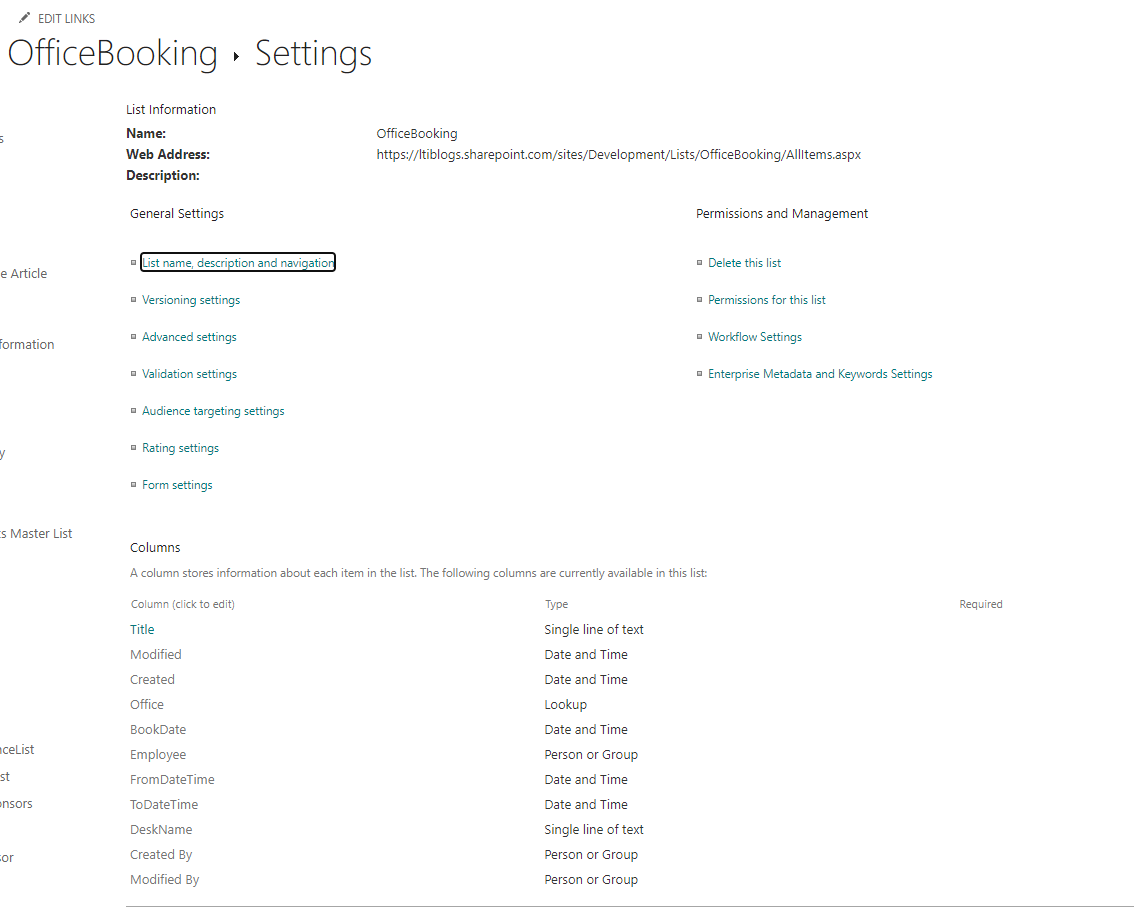 EDIT LINKS
OfficeBooking ▸ Settings
List Information
Name: OfficeBooking
Web Address: https://ltiblogs.sharepoint.com/sites/Development/Lists/OfficeBooking/AllItems.aspx
Description:
General Settings
Permissions and Management
List name, description and navigation
Delete this list
e Article
Versioning settings
Permissions for this list
formation
Advanced settings
Workflow Settings
Validation settings
Enterprise Metadata and Keywords Settings
Audience targeting settings
Rating settings
y
Form settings
s Master List
Columns
A column stores information about each item in the list. The following columns are currently available in this list:
Column (click to edit) Type Required
Title Single line of text
Modified Date and Time
Created Date and Time
Office Lookup
BookDate Date and Time
nceList
Employee Person or Group
st
FromDateTime Date and Time
onsors
ToDateTime Date and Time
DeskName Single line of text
sor
Created By Person or Group
Modified By Person or Group